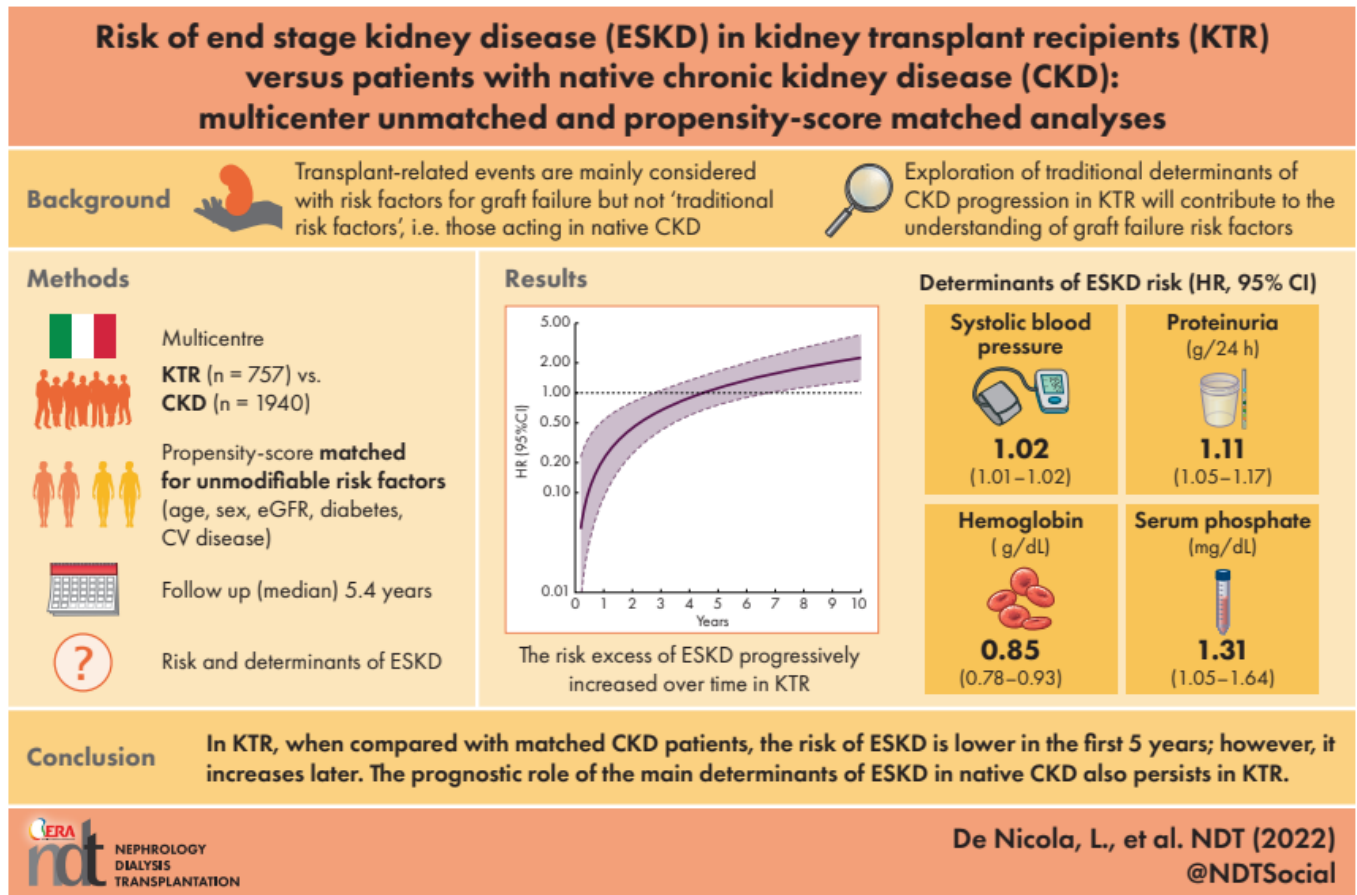 Risk of end stage kidney disease (ESKD) in kidney transplant recipients (KTR)
versus patients with native chronic kidney disease (CKD):
multicenter unmatched and propensity-score matched analyses
Background
Transplant-related events are mainly considered
with risk factors for graft failure but not ‘traditional
risk factors’, i.e. those acting in native CKD
Exploration of traditional determinants of
CKD progression in KTR will contribute to the
understanding of graft failure risk factors
Methods
Multicentre
KTR (n = 757) vs.
CKD (n = 1940)
Propensity-score matched
for unmodifiable risk factors
(age, sex, eGFR, diabetes,
CV disease)
Follow up (median) 5.4 years
?
Risk and determinants of ESKD
Results
HR (95%CI)
5.00
2.00
1.00
0.50
0.20
0.10
0.01
0 1 2 3 4 5 6 7 8 9 10
Years
The risk excess of ESKD progressively
increased over time in KTR
Determinants of ESKD risk (HR, 95% CI)
Systolic blood
pressure
1.02
(1.01–1.02)
Proteinuria
(g/24 h)
1.11
(1.05–1.17)
Hemoglobin
( g/dL)
0.85
(0.78–0.93)
Serum phosphate
(mg/dL)
1.31
(1.05–1.64)
Conclusion
In KTR, when compared with matched CKD patients, the risk of ESKD is lower in the first 5 years; however, it
increases later. The prognostic role of the main determinants of ESKD in native CKD also persists in KTR.
ERA
ndt
NEPHROLOGY
DIALYSIS
TRANSPLANTATION
De Nicola, L., et al. NDT (2022)
@NDTSocial